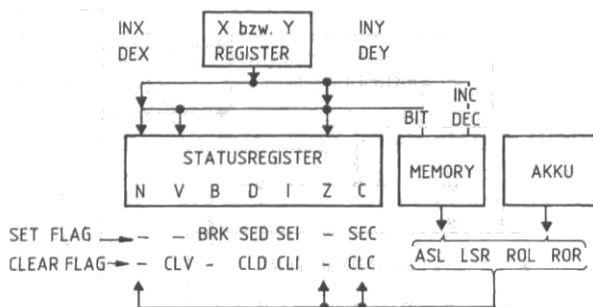 INX X bzw. Y INY
DEX REGISTER DEY
INC
BIT DEC
STATUSREGISTER
MEMORY AKKU
N V B D I Z C
SET FLAG - - BRK SED SEI - SEC
ASL LSR ROL ROR
CLEAR FLAG - CLV - CLD CLI - CLC